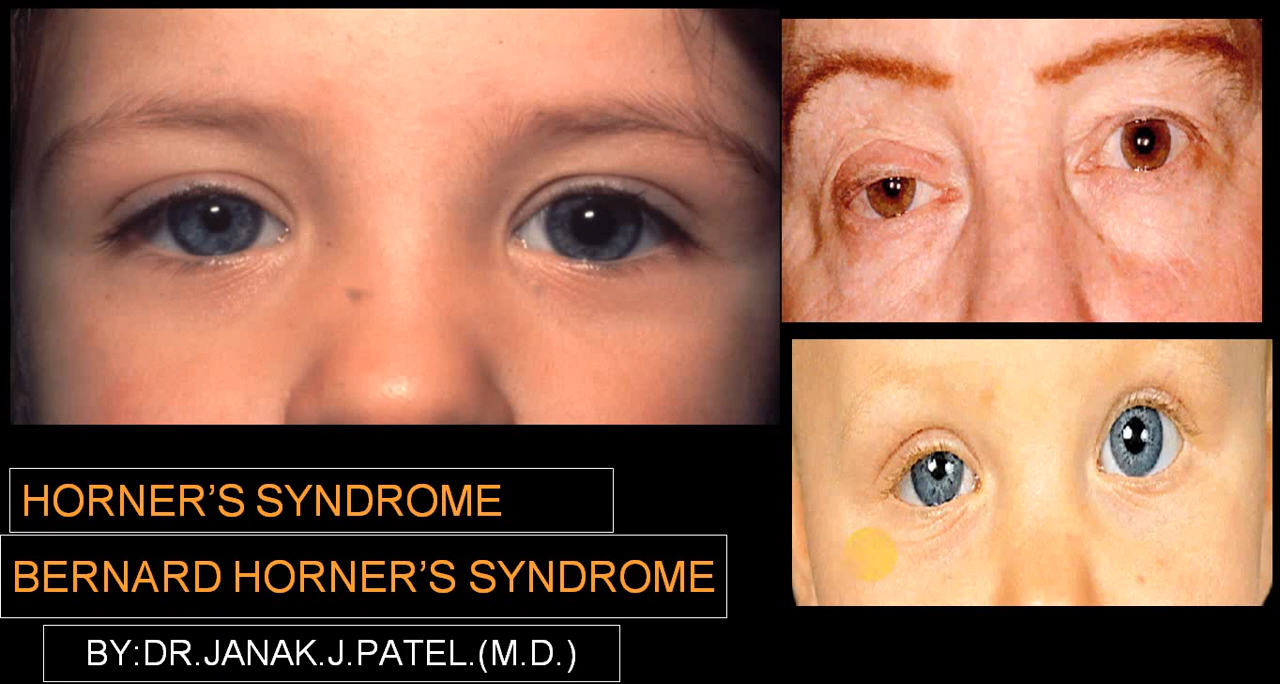 HORNER’S SYNDROME
BERNARD HORNER’S SYNDROME
BY:DR.JANAK.J.PATEL.(M.D.)